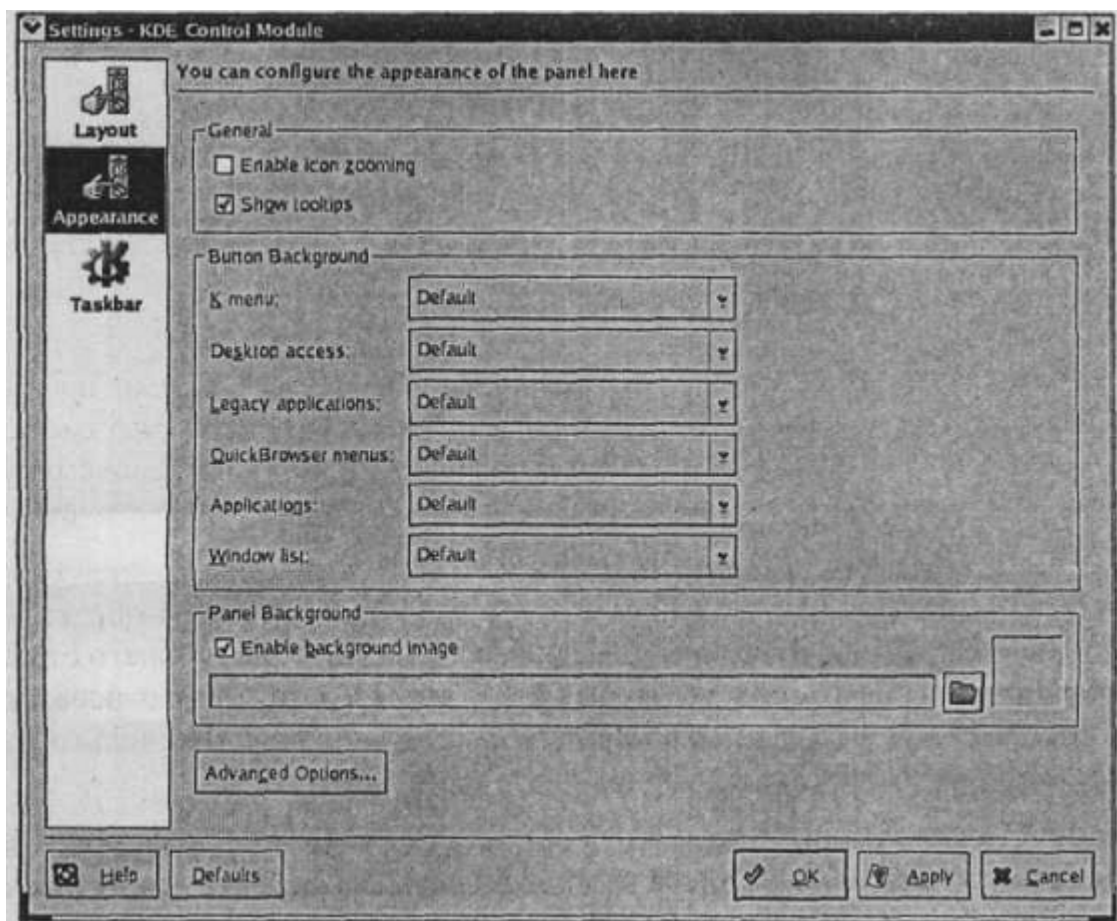 Settings - KDE Control Module
You can configure the appearance of the panel here
Layout
Appearance
Taskbar
General
Enable icon zooming
Show tooltips
Button Background
K menu: Default
Desktop access: Default
Legacy applications: Default
QuickBrowser menus: Default
Applications: Default
Window list: Default
Panel Background
Enable background image
Advanced Options...
Help Defaults OK Apply Cancel